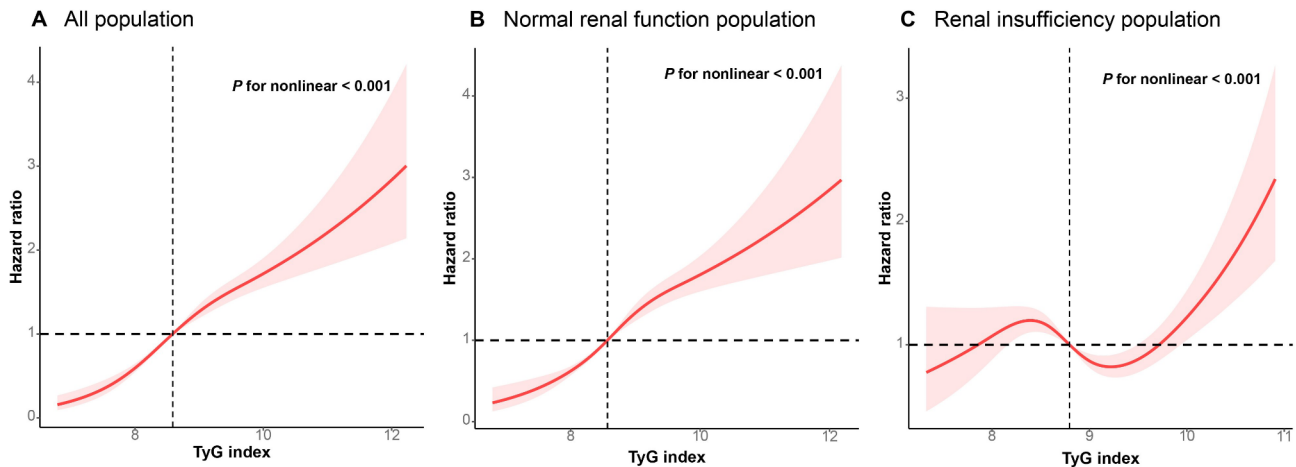 A All population
P for nonlinear < 0.001
Hazard ratio
4
3
2
1
0
8
10
12
TyG index
B Normal renal function population
P for nonlinear < 0.001
Hazard ratio
4
3
2
1
0
8
10
12
TyG index
C Renal insufficiency population
P for nonlinear < 0.001
Hazard ratio
3
2
1
8
9
10
11
TyG index